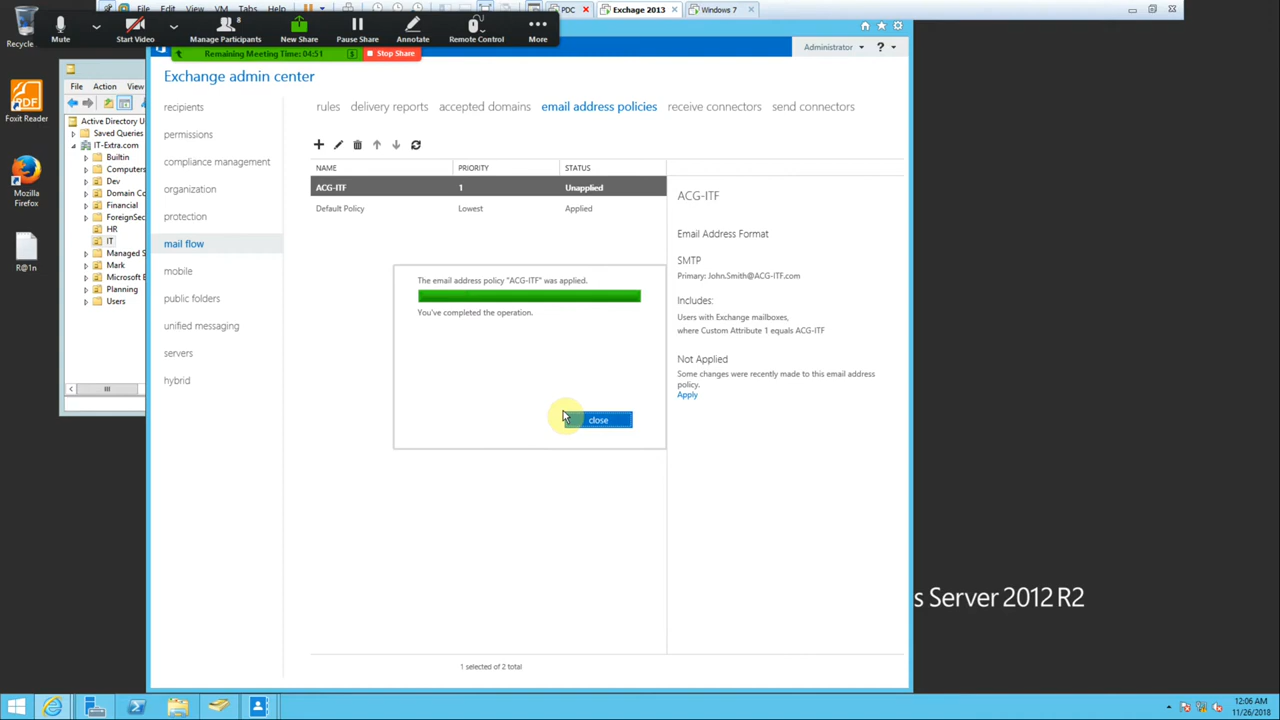 File Edit View VM Tabs Help
PDC
Exchage 2013
Windows 7
Mute
Start Video
Manage Participants
8
New Share
Pause Share
Annotate
Remote Control
More
Remaining Meeting Time: 04:51
Stop Share
Administrator
?
Recycle
Foxit Reader
Mozilla
Firefox
R@1n
File Action View
Active Directory U
Saved Queries
IT-Extra.com
Builtin
Computers
Dev
Domain Co
Financial
ForeignSec
HR
IT
Managed S
Mark
Microsoft E
Planning
Users
Exchange admin center
recipients
permissions
compliance management
organization
protection
mail flow
mobile
public folders
unified messaging
servers
hybrid
rules delivery reports accepted domains email address policies receive connectors send connectors
NAME PRIORITY STATUS
ACG-ITF 1 Unapplied
Default Policy Lowest Applied
The email address policy "ACG-ITF" was applied.
You've completed the operation.
close
ACG-ITF
Email Address Format
SMTP
Primary: John.Smith@ACG-ITF.com
Includes:
Users with Exchange mailboxes,
where Custom Attribute 1 equals ACG-ITF
Not Applied
Some changes were recently made to this email address
policy.
Apply
1 selected of 2 total
s Server 2012 R2
12:06 AM
11/26/2018